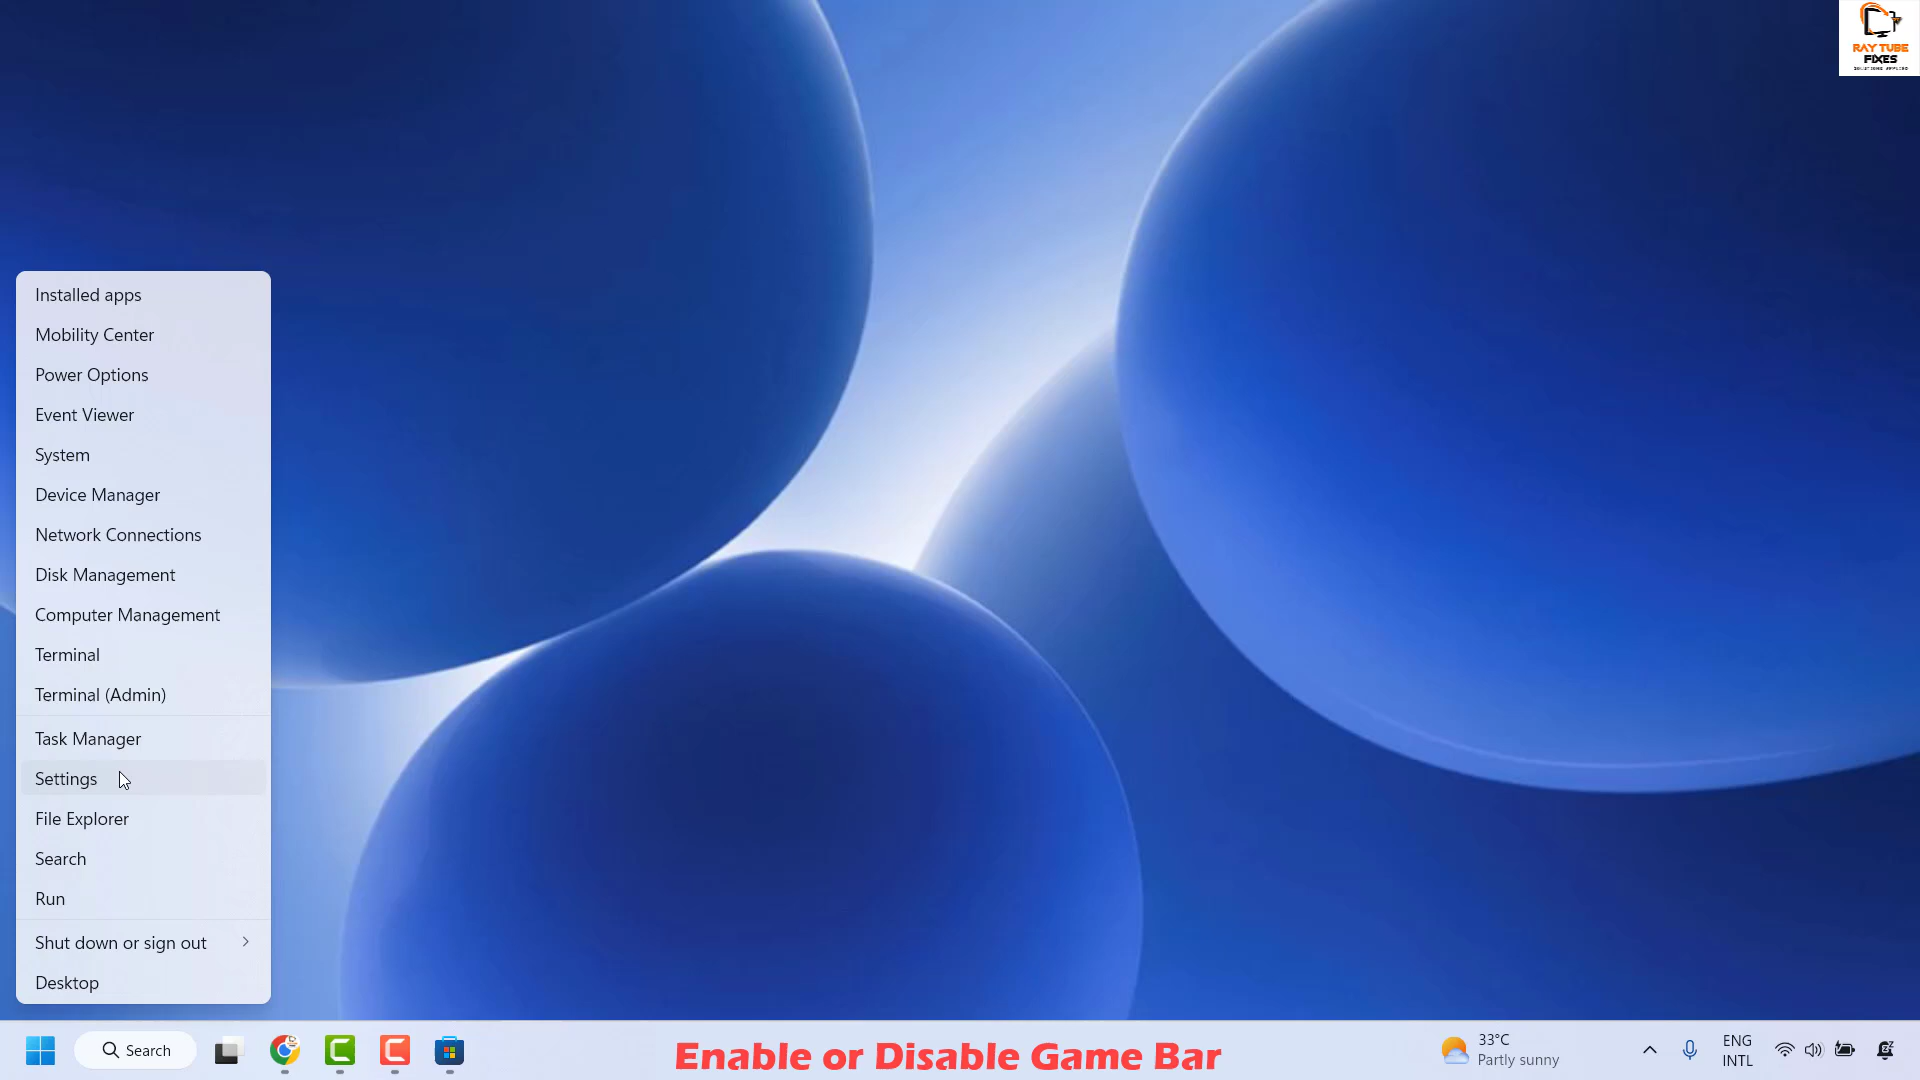 RAY TUBE
FIXES
Installed apps
Mobility Center
Power Options
Event Viewer
System
Device Manager
Network Connections
Disk Management
Computer Management
Terminal
Terminal (Admin)
Task Manager
Settings
File Explorer
Search
Run
Shut down or sign out
Desktop
Search
Enable or Disable Game Bar
33°C
Partly sunny
ENG
INTL